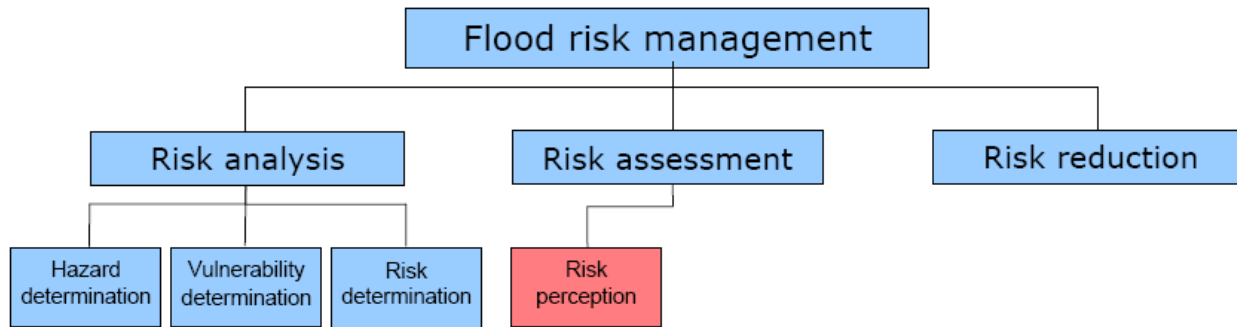 Flood risk management
Risk analysis
Risk assessment
Risk reduction
Hazard
determination
Vulnerability
determination
Risk
determination
Risk
perception